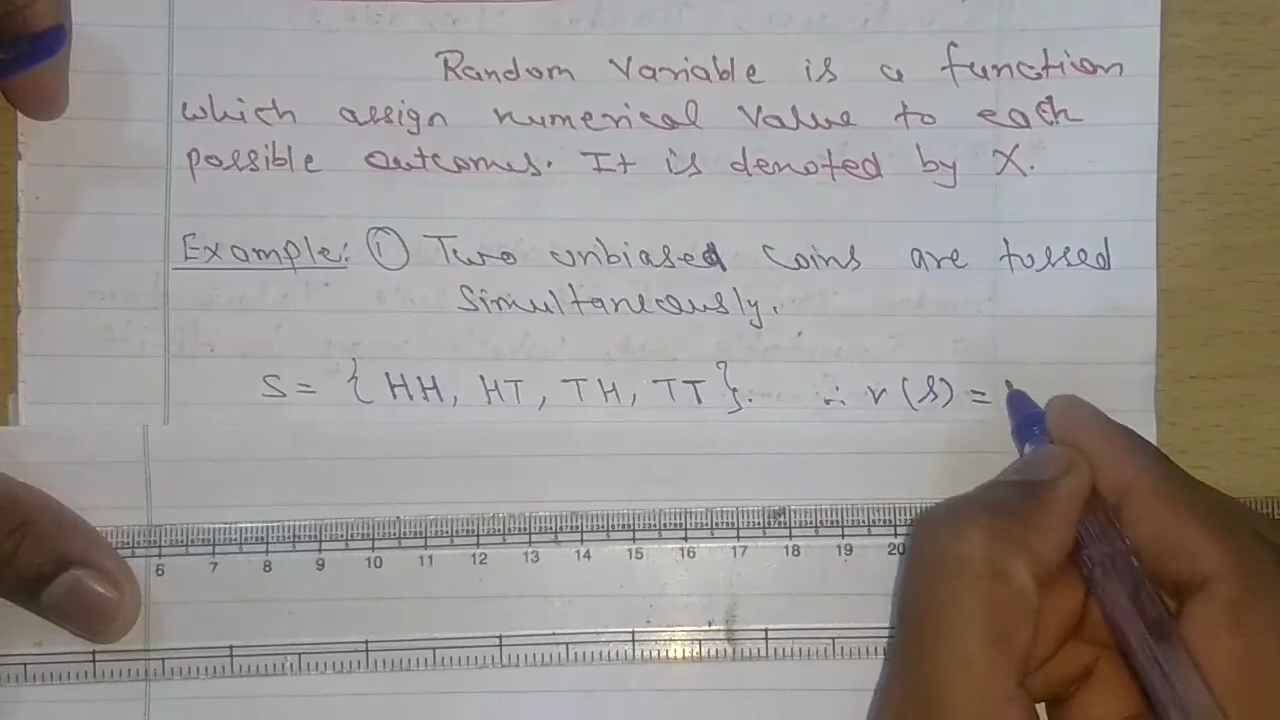 Random Variable is a function
which assign numerical value to each
possible outcomes. It is denoted by X.
Example: ① Two unbiased coins are tossed
Simultaneously.
S = { HH, HT, TH, TT }. ∴ n(S) =
6 7 8 9 10 11 12 13 14 15 16 17 18 19 20